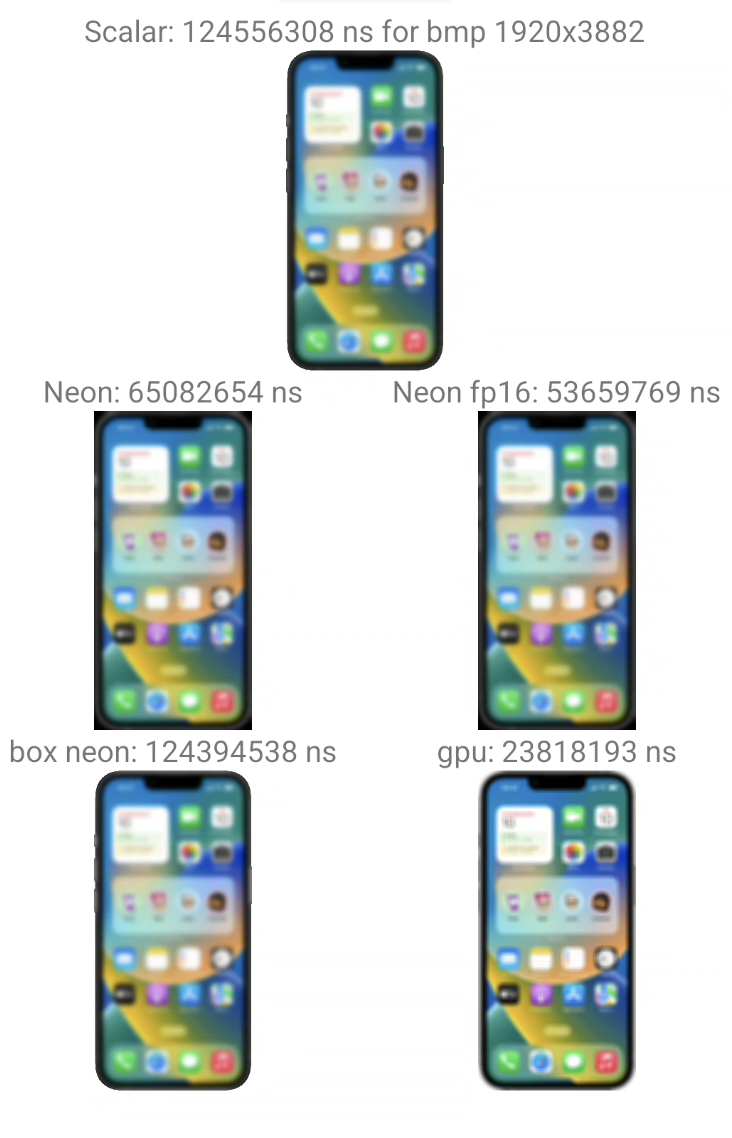 Scalar: 124556308 ns for bmp 1920x3882
Neon: 65082654 ns
Neon fp16: 53659769 ns
box neon: 124394538 ns
gpu: 23818193 ns